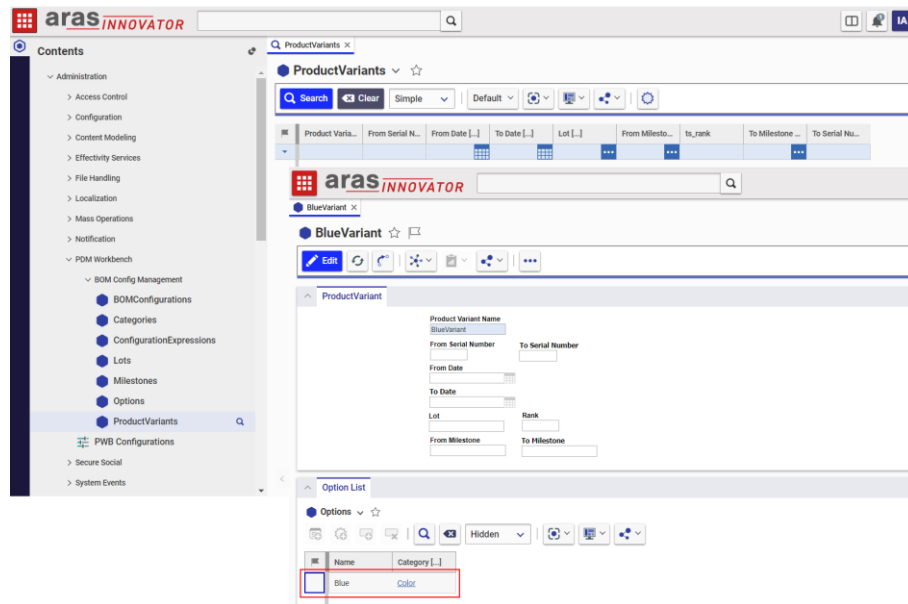 aras INNOVATOR
IA
Contents
Administration
Access Control
Configuration
Content Modeling
Effectivity Services
File Handling
Localization
Mass Operations
Notification
PDM Workbench
BOM Config Management
BOMConfigurations
Categories
ConfigurationExpressions
Lots
Milestones
Options
ProductVariants
PWB Configurations
Secure Social
System Events
ProductVariants ×
ProductVariants
Search Clear Simple Default
Product Varia... From Serial N... From Date [...] To Date [...] Lot [...] From Milesto... ts_rank To Milestone ... To Serial Nu...
aras INNOVATOR
BlueVariant ×
BlueVariant
Edit
ProductVariant
Product Variant Name
BlueVariant
From Serial Number To Serial Number
From Date
To Date
Lot Rank
From Milestone To Milestone
Option List
Options
Hidden
Name Category [...]
Blue Color